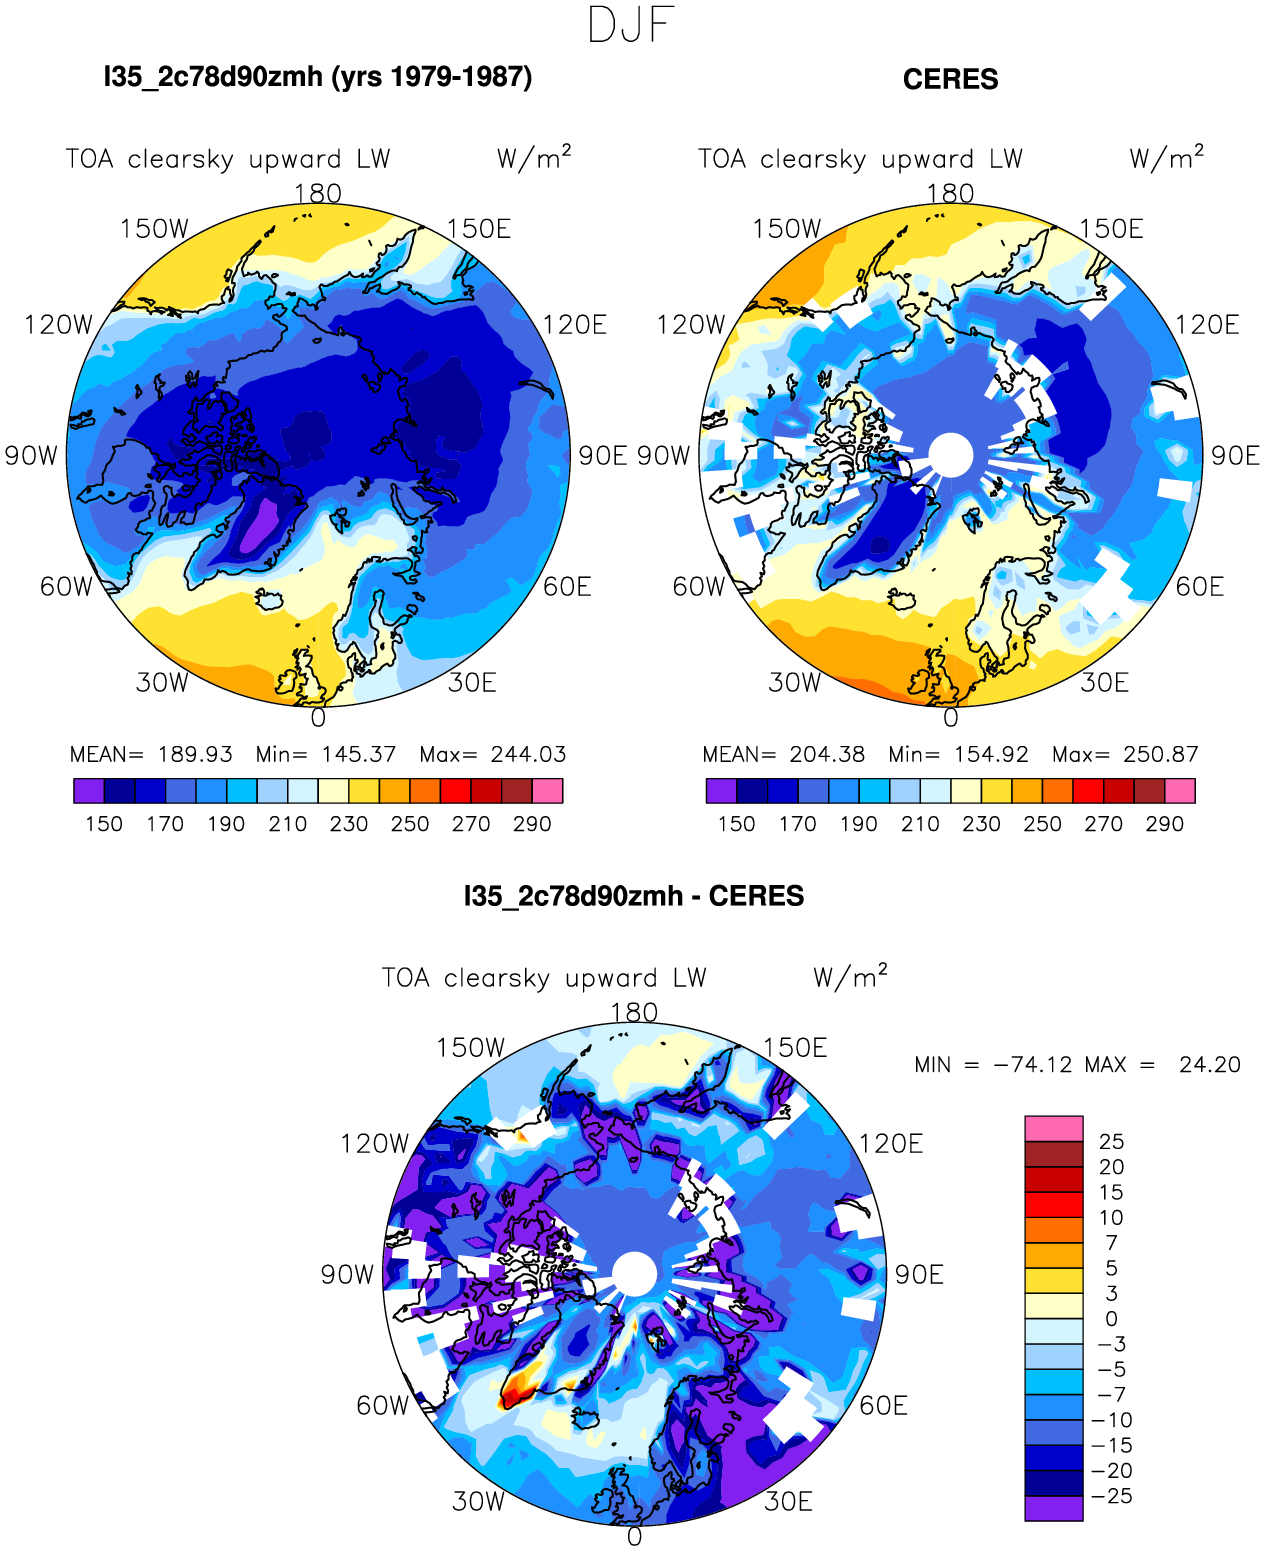 DJF
l35_2c78d90zmh (yrs 1979-1987)
CERES
TOA clearsky upward LW W/m²
TOA clearsky upward LW W/m²
180
150W 150E
120W 120E
90W 90E
60W 60E
30W 30E
0
180
150W 150E
120W 120E
90W 90E
60W 60E
30W 30E
0
MEAN= 189.93 Min= 145.37 Max= 244.03
150 170 190 210 230 250 270 290
MEAN= 204.38 Min= 154.92 Max= 250.87
150 170 190 210 230 250 270 290
l35_2c78d90zmh - CERES
TOA clearsky upward LW W/m²
180
150W 150E
120W 120E
90W 90E
60W 60E
30W 30E
0
MIN = −74.12 MAX = 24.20
25
20
15
10
7
5
3
0
−3
−5
−7
−10
−15
−20
−25